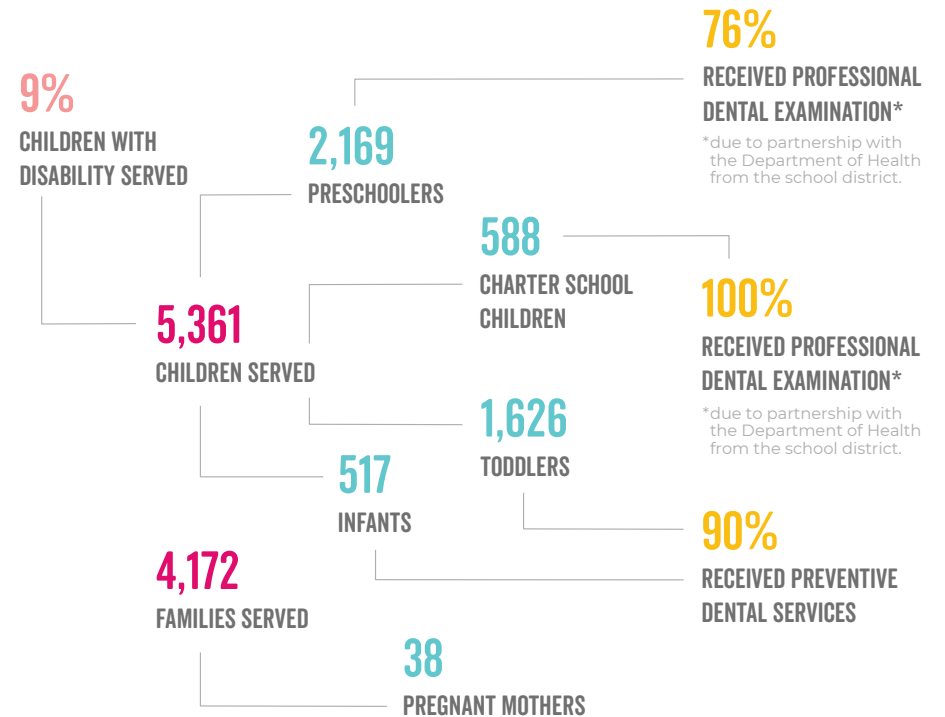 9%
CHILDREN WITH
DISABILITY SERVED
5,361
CHILDREN SERVED
2,169
PRESCHOOLERS
76%
RECEIVED PROFESSIONAL
DENTAL EXAMINATION*
*due to partnership with
the Department of Health
from the school district.
588
CHARTER SCHOOL
CHILDREN
100%
RECEIVED PROFESSIONAL
DENTAL EXAMINATION*
*due to partnership with
the Department of Health
from the school district.
1,626
TODDLERS
517
INFANTS
90%
RECEIVED PREVENTIVE
DENTAL SERVICES
4,172
FAMILIES SERVED
38
PREGNANT MOTHERS